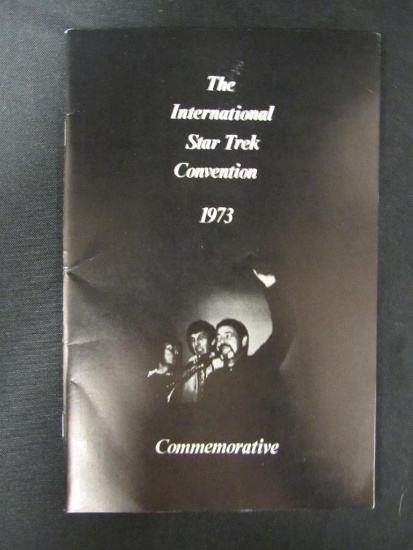 The
International
Star Trek
Convention
1973
Commemorative